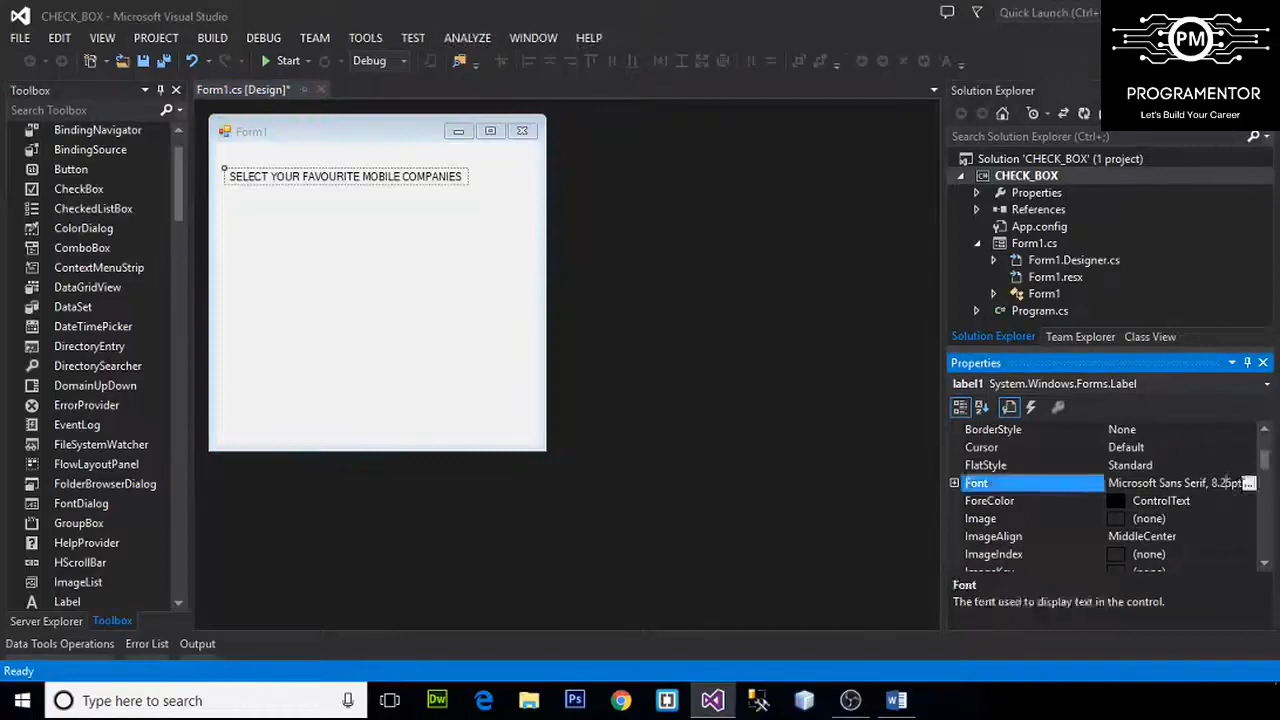 CHECK_BOX - Microsoft Visual Studio
Quick Launch (Ctrl+
FILE EDIT VIEW PROJECT BUILD DEBUG TEAM TOOLS TEST ANALYZE WINDOW HELP
Start Debug
PM
PROGRAMENTOR
Let's Build Your Career
Toolbox
Search Toolbox
BindingNavigator
BindingSource
Button
CheckBox
CheckedListBox
ColorDialog
ComboBox
ContextMenuStrip
DataGridView
DataSet
DateTimePicker
DirectoryEntry
DirectorySearcher
DomainUpDown
ErrorProvider
EventLog
FileSystemWatcher
FlowLayoutPanel
FolderBrowserDialog
FontDialog
GroupBox
HelpProvider
HScrollBar
ImageList
Label
Server Explorer Toolbox
Form1.cs [Design]*
Form1
SELECT YOUR FAVOURITE MOBILE COMPANIES
Solution Explorer
Search Solution Explorer (Ctrl+;)
Solution 'CHECK_BOX' (1 project)
CHECK_BOX
Properties
References
App.config
Form1.cs
Form1.Designer.cs
Form1.resx
Form1
Program.cs
Solution Explorer Team Explorer Class View
Properties
label1 System.Windows.Forms.Label
BorderStyle None
Cursor Default
FlatStyle Standard
Font Microsoft Sans Serif, 8.25pt ...
ForeColor ControlText
Image (none)
ImageAlign MiddleCenter
ImageIndex (none)
ImageKey (none)
Font
The font used to display text in the control.
Data Tools Operations Error List Output
Ready
Type here to search
Dw
Ps